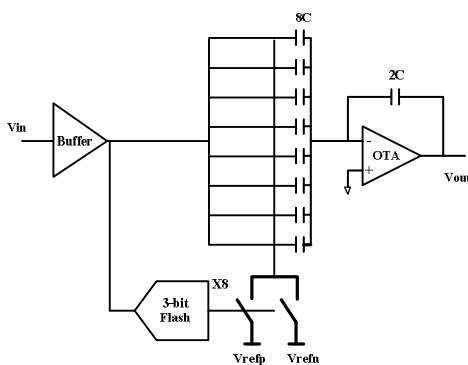 8C
2C
Vin
Buffer
-
OTA
+
Vout
X8
3-bit
Flash
Vrefp
Vrefn